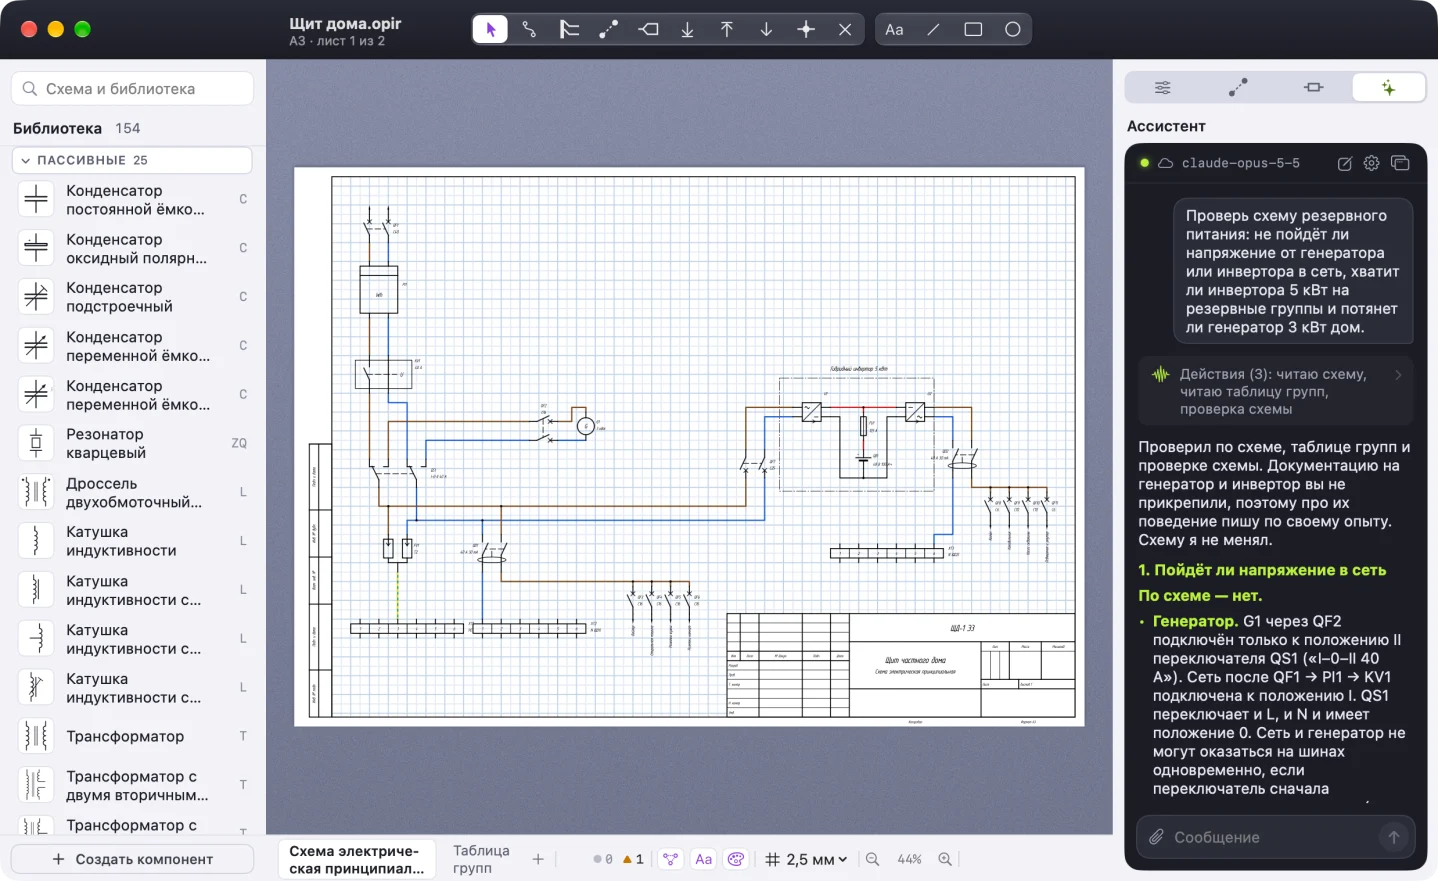 Щит дома.opir
А3 · лист 1 из 2
Aa
Схема и библиотека
Библиотека 154
ПАССИВНЫЕ 25
Конденсатор
постоянной ёмко...
C
Конденсатор
оксидный полярн...
C
Конденсатор
подстроечный
C
Конденсатор
переменной ёмко...
C
Конденсатор
переменной ёмко...
C
Резонатор
кварцевый
ZQ
Дроссель
двухобмоточный...
L
Катушка
индуктивности
L
Катушка
индуктивности с...
L
Катушка
индуктивности с...
L
Катушка
индуктивности с...
L
Трансформатор
T
Трансформатор с
двумя вторичным...
T
Трансформатор с
T
Создать компонент
Гибридный инвертор 5 кВт
Wh
ЩД-1 ЭЗ
Щит частного дома
Схема электрическая принципиальная
Схема электриче-
ская принципиал...
Таблица
групп
0
1
Aa
2,5 мм
44%
Ассистент
claude-opus-5-5
Проверь схему резервного
питания: не пойдёт ли
напряжение от генератора
или инвертора в сеть, хватит
ли инвертора 5 кВт на
резервные группы и потянет
ли генератор 3 кВт дом.
Действия (3): читаю схему,
читаю таблицу групп,
проверка схемы
Проверил по схеме, таблице групп и
проверке схемы. Документацию на
генератор и инвертор вы не
прикрепили, поэтому про их
поведение пишу по своему опыту.
Схему я не менял.
1. Пойдёт ли напряжение в сеть
По схеме — нет.
• Генератор. G1 через QF2
подключён только к положению II
переключателя QS1 («I–0–II 40
А»). Сеть после QF1 → PI1 → KV1
подключена к положению I. QS1
переключает и L, и N и имеет
положение 0. Сеть и генератор не
могут оказаться на шинах
одновременно, если
переключатель сначала
Сообщение